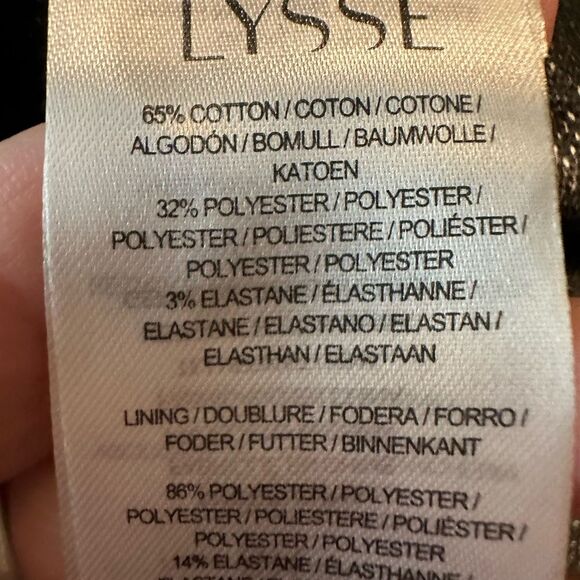 LYSSE
65% COTTON / COTON / COTONE /
ALGODÓN / BOMULL / BAUMWOLLE /
KATOEN
32% POLYESTER / POLYESTER /
POLYESTER / POLIESTERE / POLIÉSTER /
POLYESTER / POLYESTER
3% ELASTANE / ÉLASTHANNE /
ELASTANE / ELASTANO / ELASTAN /
ELASTHAN / ELASTAAN
LINING / DOUBLURE / FODERA / FORRO /
FODER / FUTTER / BINNENKANT
86% POLYESTER / POLYESTER /
POLYESTER / POLIESTERE / POLIÉSTER /
POLYESTER / POLYESTER
14% ELASTANE / ÉLASTHANNE /